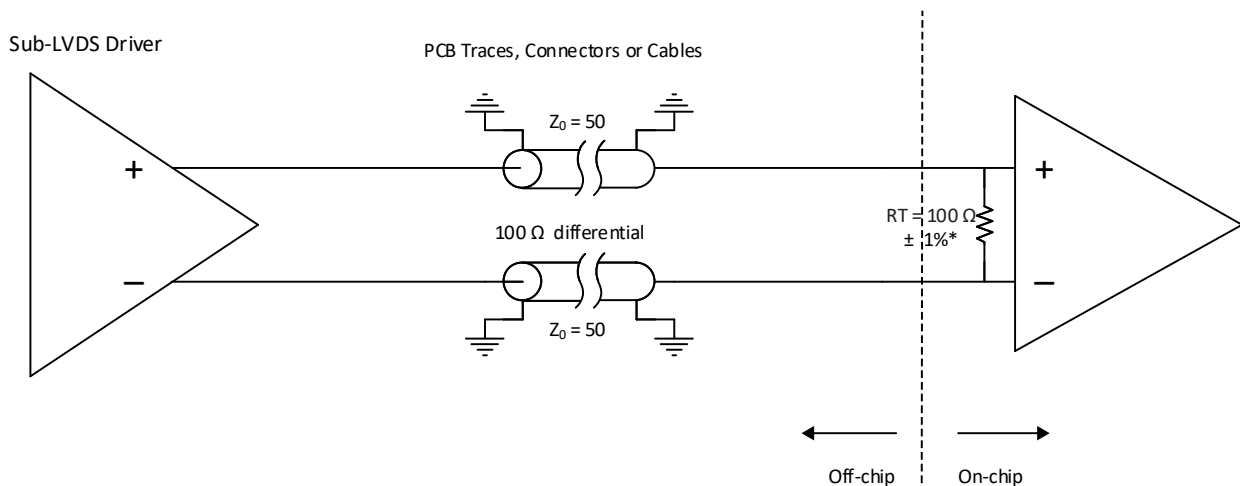 Sub-LVDS Driver
PCB Traces, Connectors or Cables
Z₀ = 50
+
+
RT = 100 Ω
± 1%*
100 Ω differential
−
−
Z₀ = 50
Off-chip
On-chip